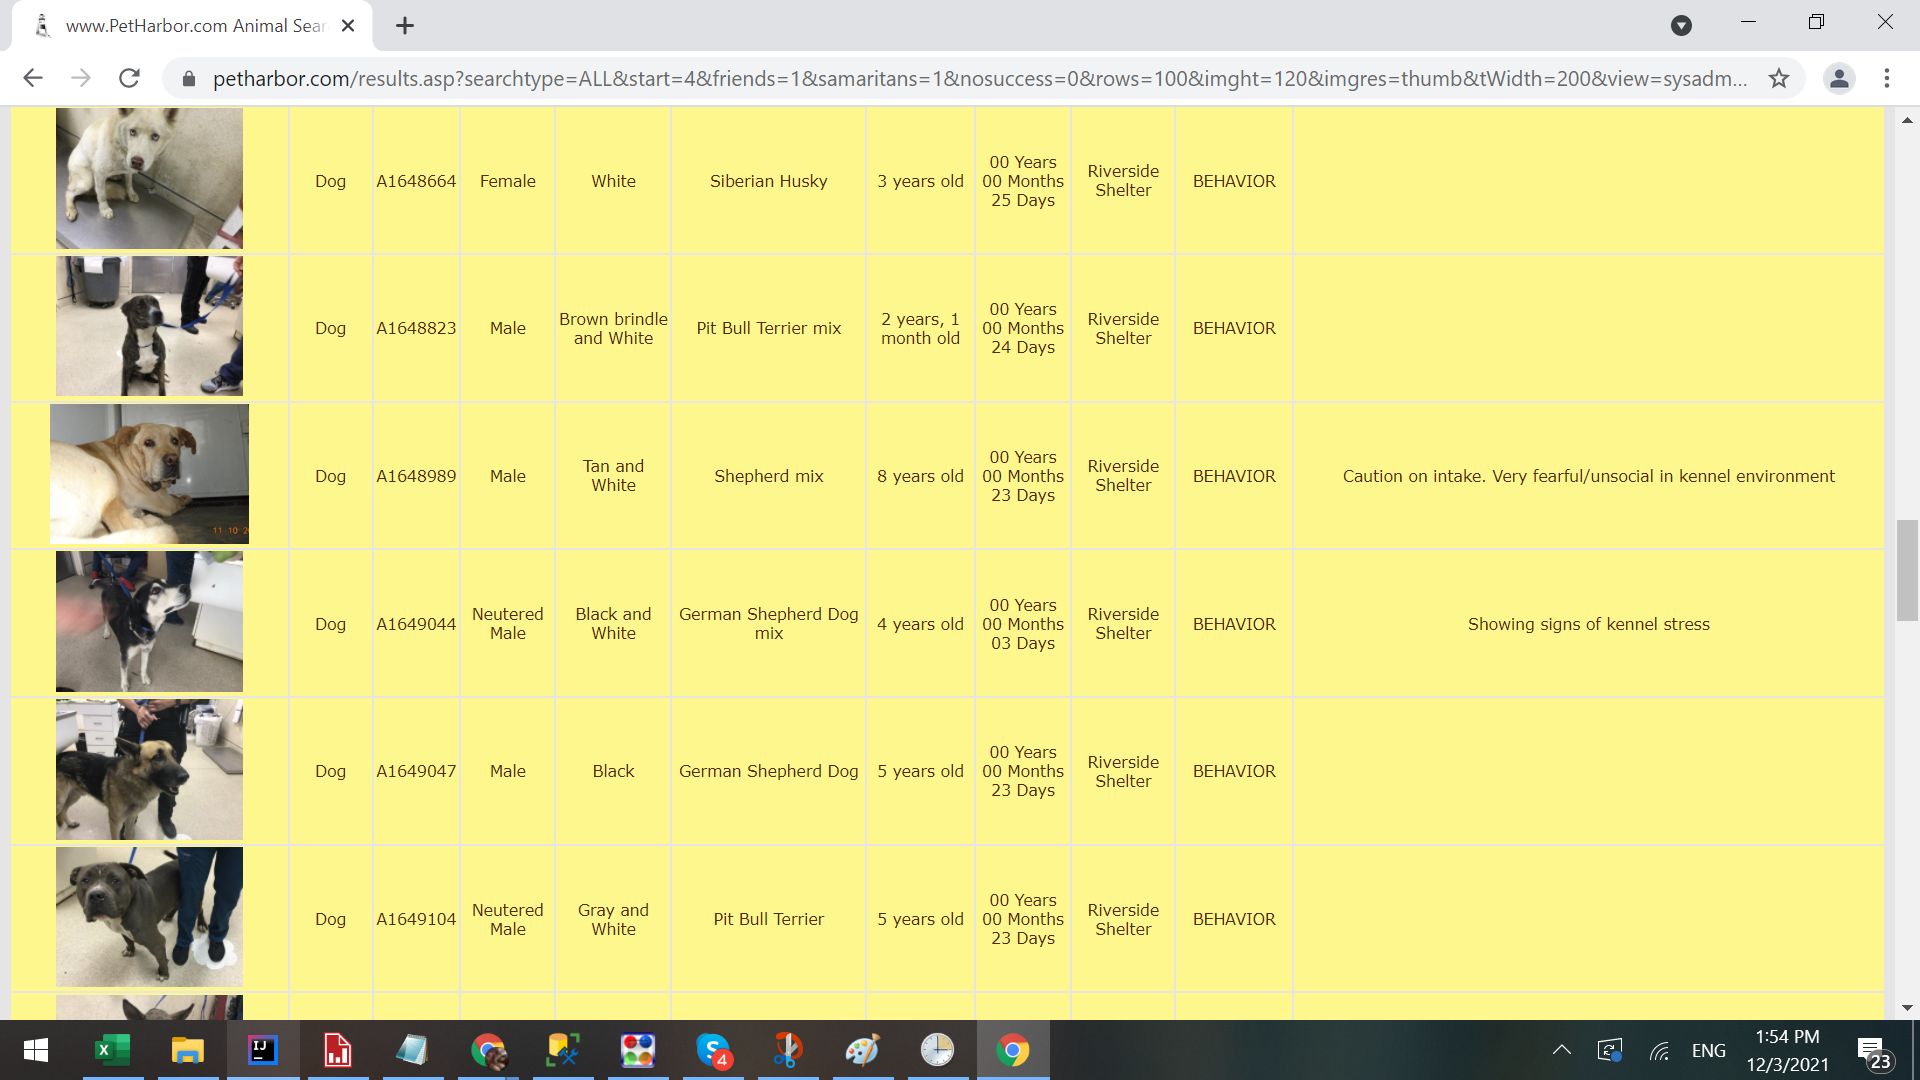 www.PetHarbor.com Animal Sear
petharbor.com/results.asp?searchtype=ALL&start=4&friends=1&samaritans=1&nosuccess=0&rows=100&imght=120&imgres=thumb&tWidth=200&view=sysadm...
Dog A1648664 Female White Siberian Husky 3 years old 00 Years 00 Months 25 Days Riverside Shelter BEHAVIOR
Dog A1648823 Male Brown brindle and White Pit Bull Terrier mix 2 years, 1 month old 00 Years 00 Months 24 Days Riverside Shelter BEHAVIOR
Dog A1648989 Male Tan and White Shepherd mix 8 years old 00 Years 00 Months 23 Days Riverside Shelter BEHAVIOR Caution on intake. Very fearful/unsocial in kennel environment
11 10 2
Dog A1649044 Neutered Male Black and White German Shepherd Dog mix 4 years old 00 Years 00 Months 03 Days Riverside Shelter BEHAVIOR Showing signs of kennel stress
Dog A1649047 Male Black German Shepherd Dog 5 years old 00 Years 00 Months 23 Days Riverside Shelter BEHAVIOR
Dog A1649104 Neutered Male Gray and White Pit Bull Terrier 5 years old 00 Years 00 Months 23 Days Riverside Shelter BEHAVIOR
X
IJ
S
4
ENG
1:54 PM
12/3/2021
23